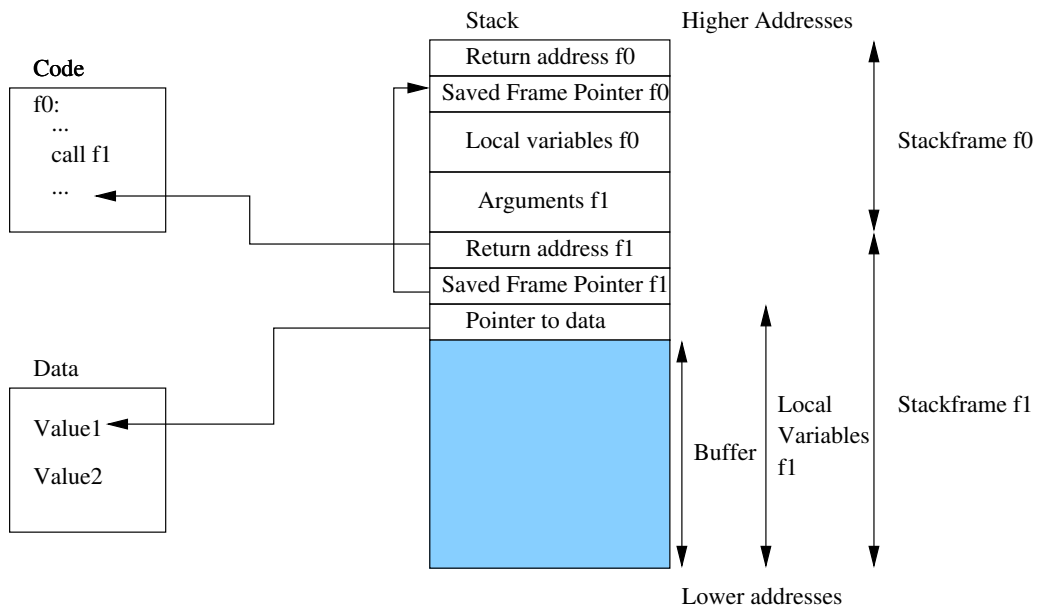 Stack
Higher Addresses
Return address f0
Code
Saved Frame Pointer f0
f0:
...
call f1
...
Local variables f0
Stackframe f0
Arguments f1
Return address f1
Saved Frame Pointer f1
Pointer to data
Data
Value1
Value2
Buffer
Local
Variables
f1
Stackframe f1
Lower addresses